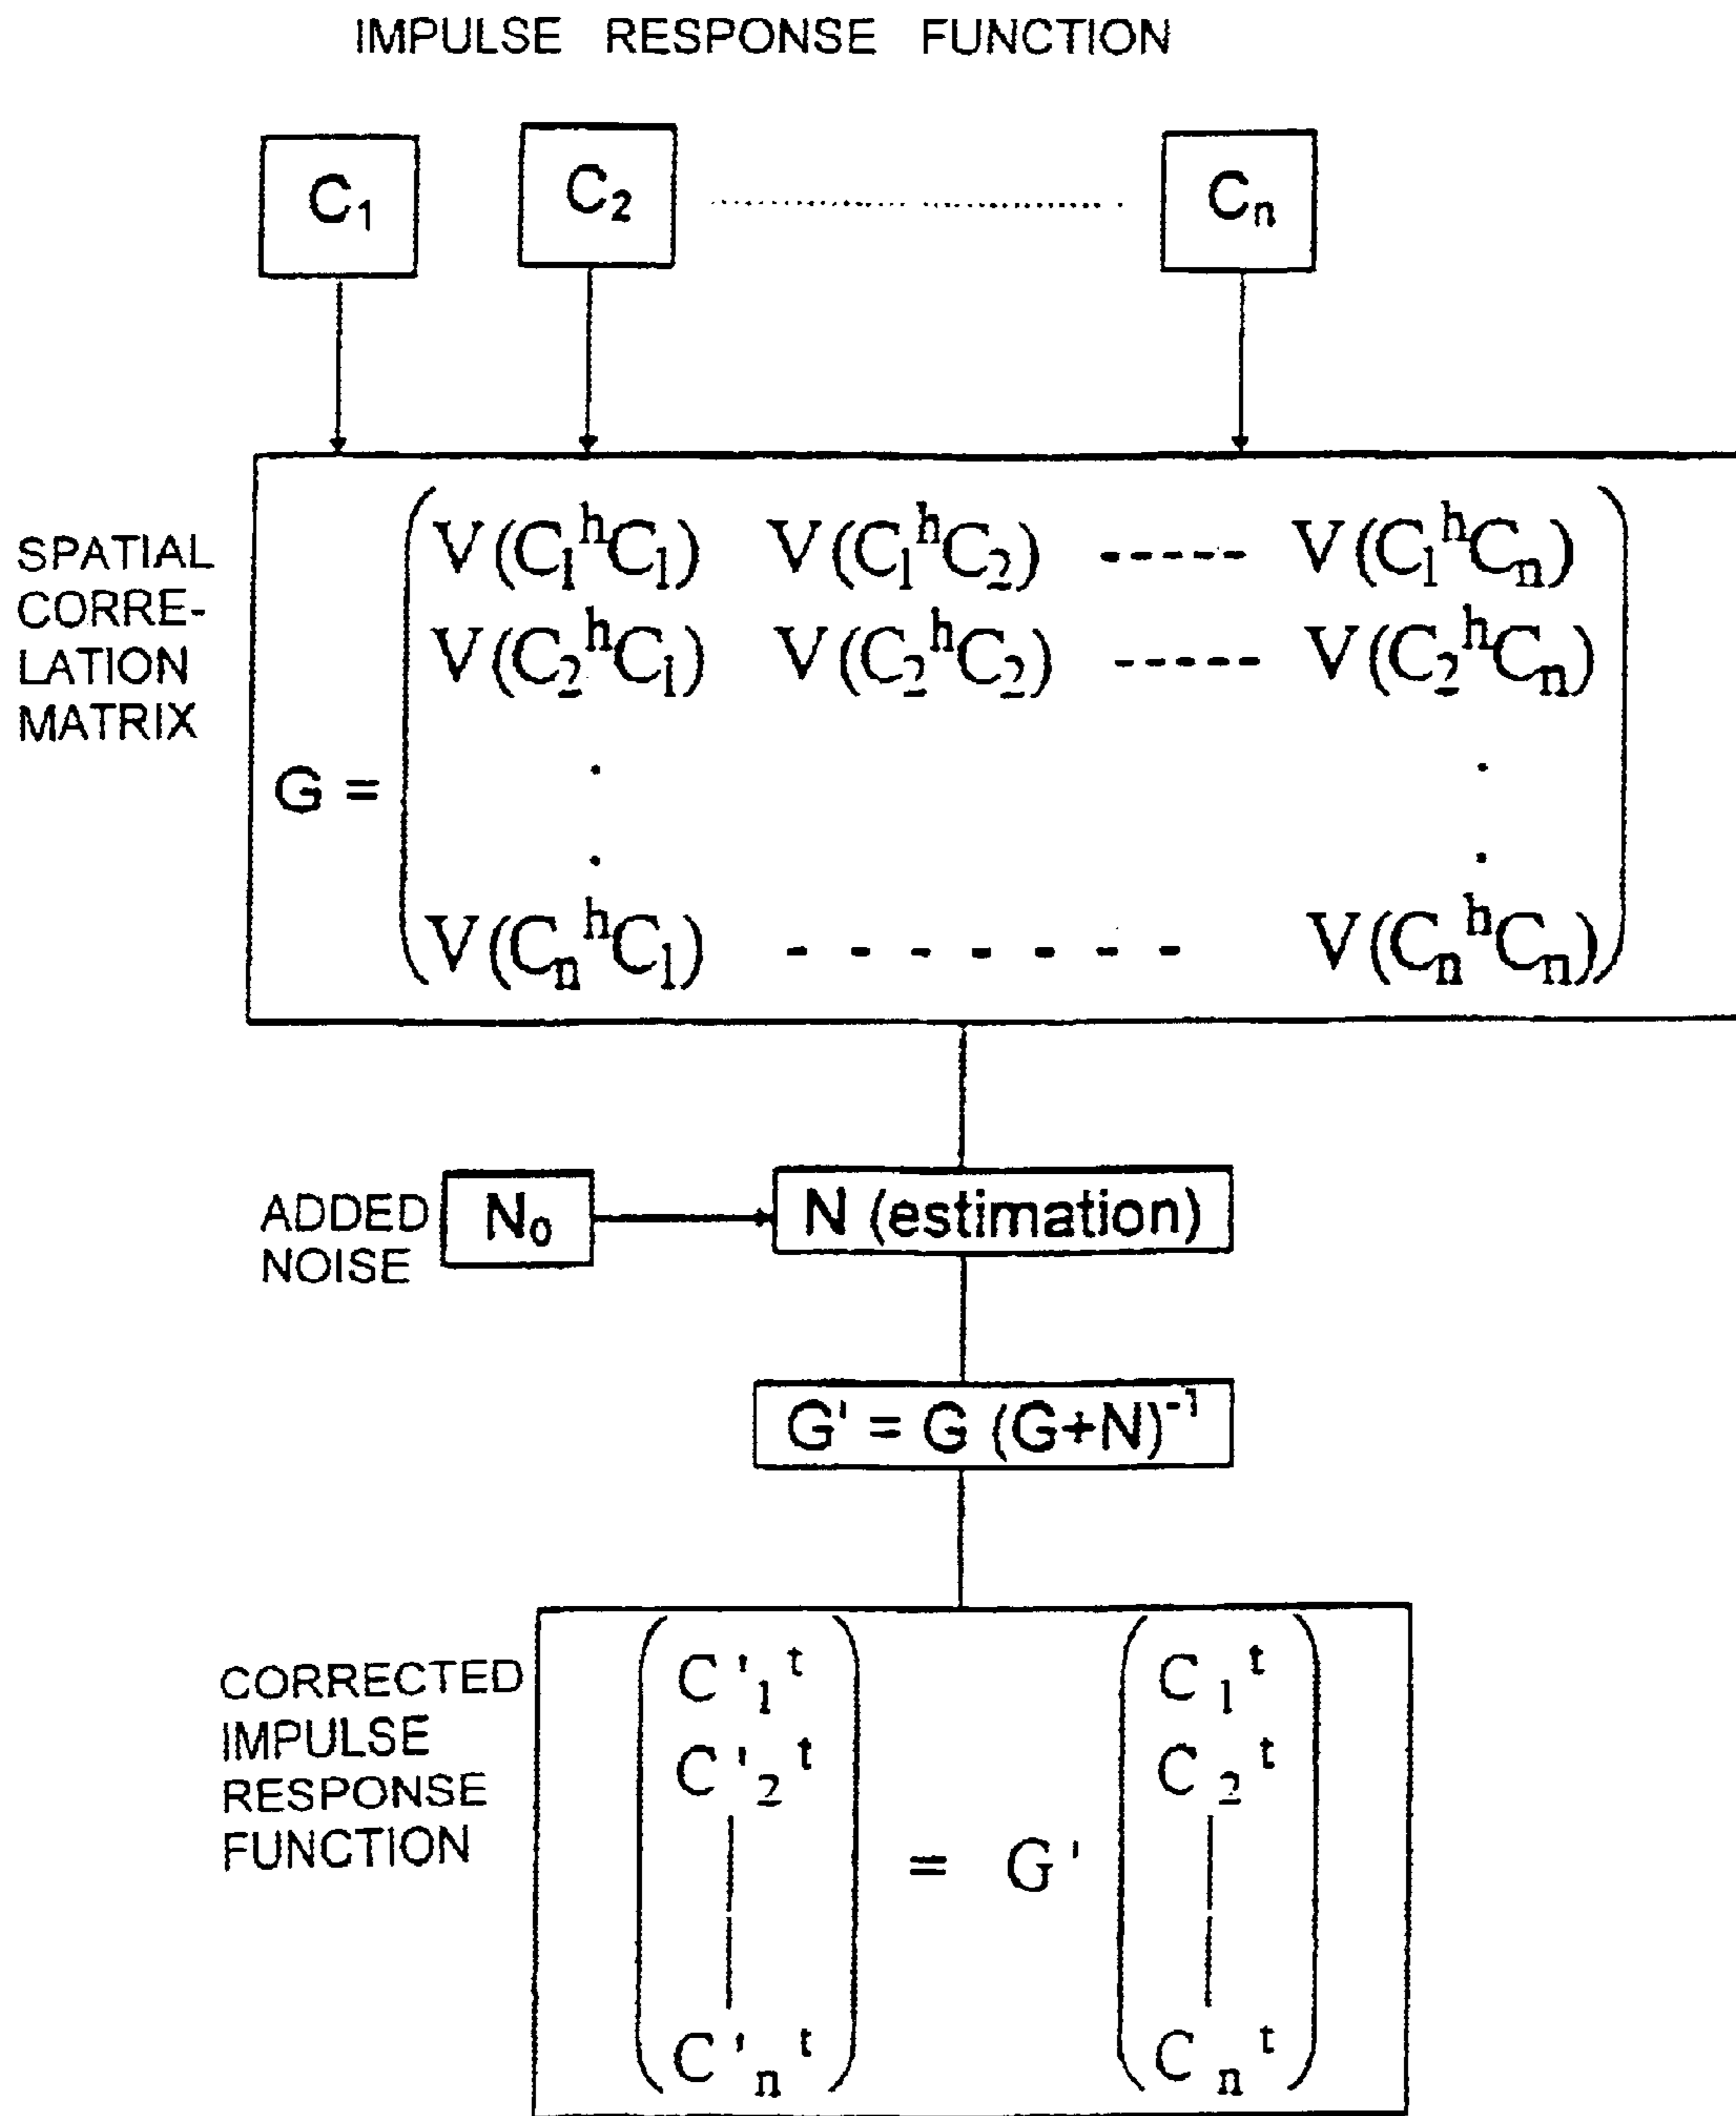 IMPULSE RESPONSE FUNCTION
C₁ C₂ ........ Cₙ
SPATIAL
CORRE-
LATION
MATRIX
G =
V(C₁ʰC₁) V(C₁ʰC₂) ----- V(C₁ʰCₙ)
V(C₂ʰC₁) V(C₂ʰC₂) ----- V(C₂ʰCₙ)
. .
. .
V(CₙʰC₁) - - - - - - - V(CₙʰCₙ)
ADDED
NOISE
N₀
N (estimation)
G' = G (G+N)⁻¹
CORRECTED
IMPULSE
RESPONSE
FUNCTION
C'₁ᵗ
C'₂ᵗ
C'ₙᵗ
= G'
C₁ᵗ
C₂ᵗ
Cₙᵗ